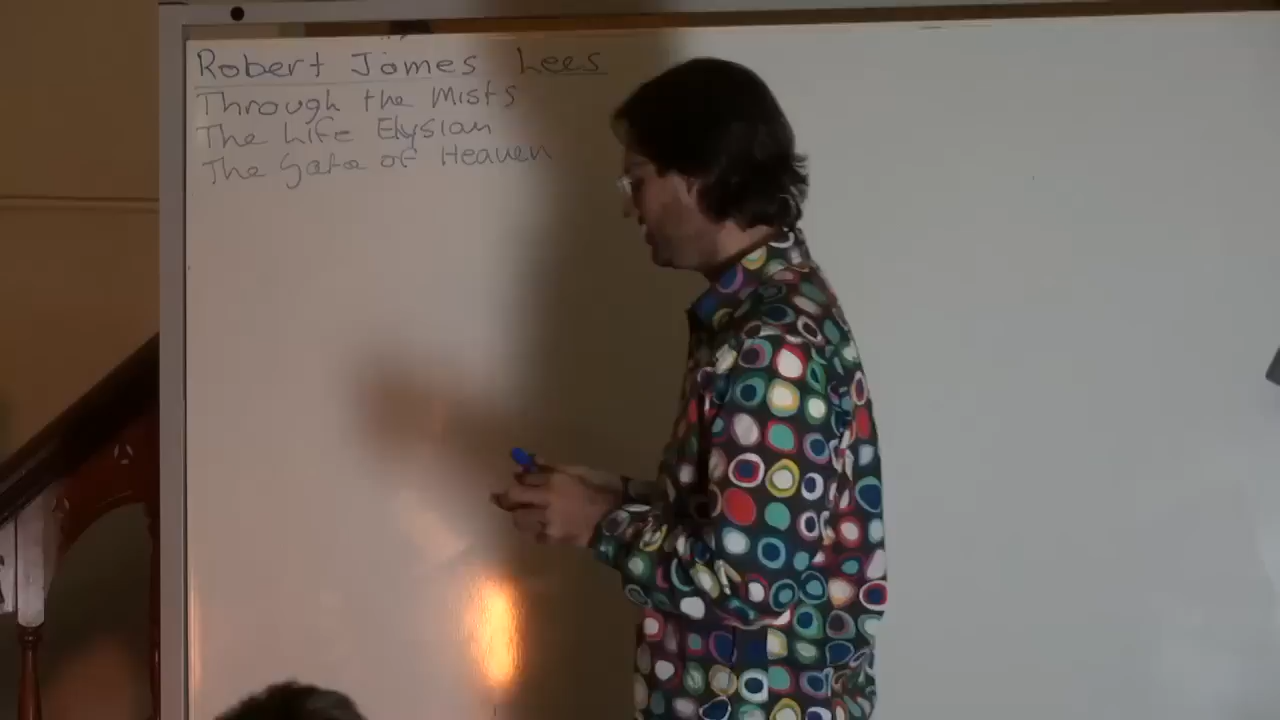 Robert James Lees
Through the Mists
The Life Elysian
The Gate of Heaven